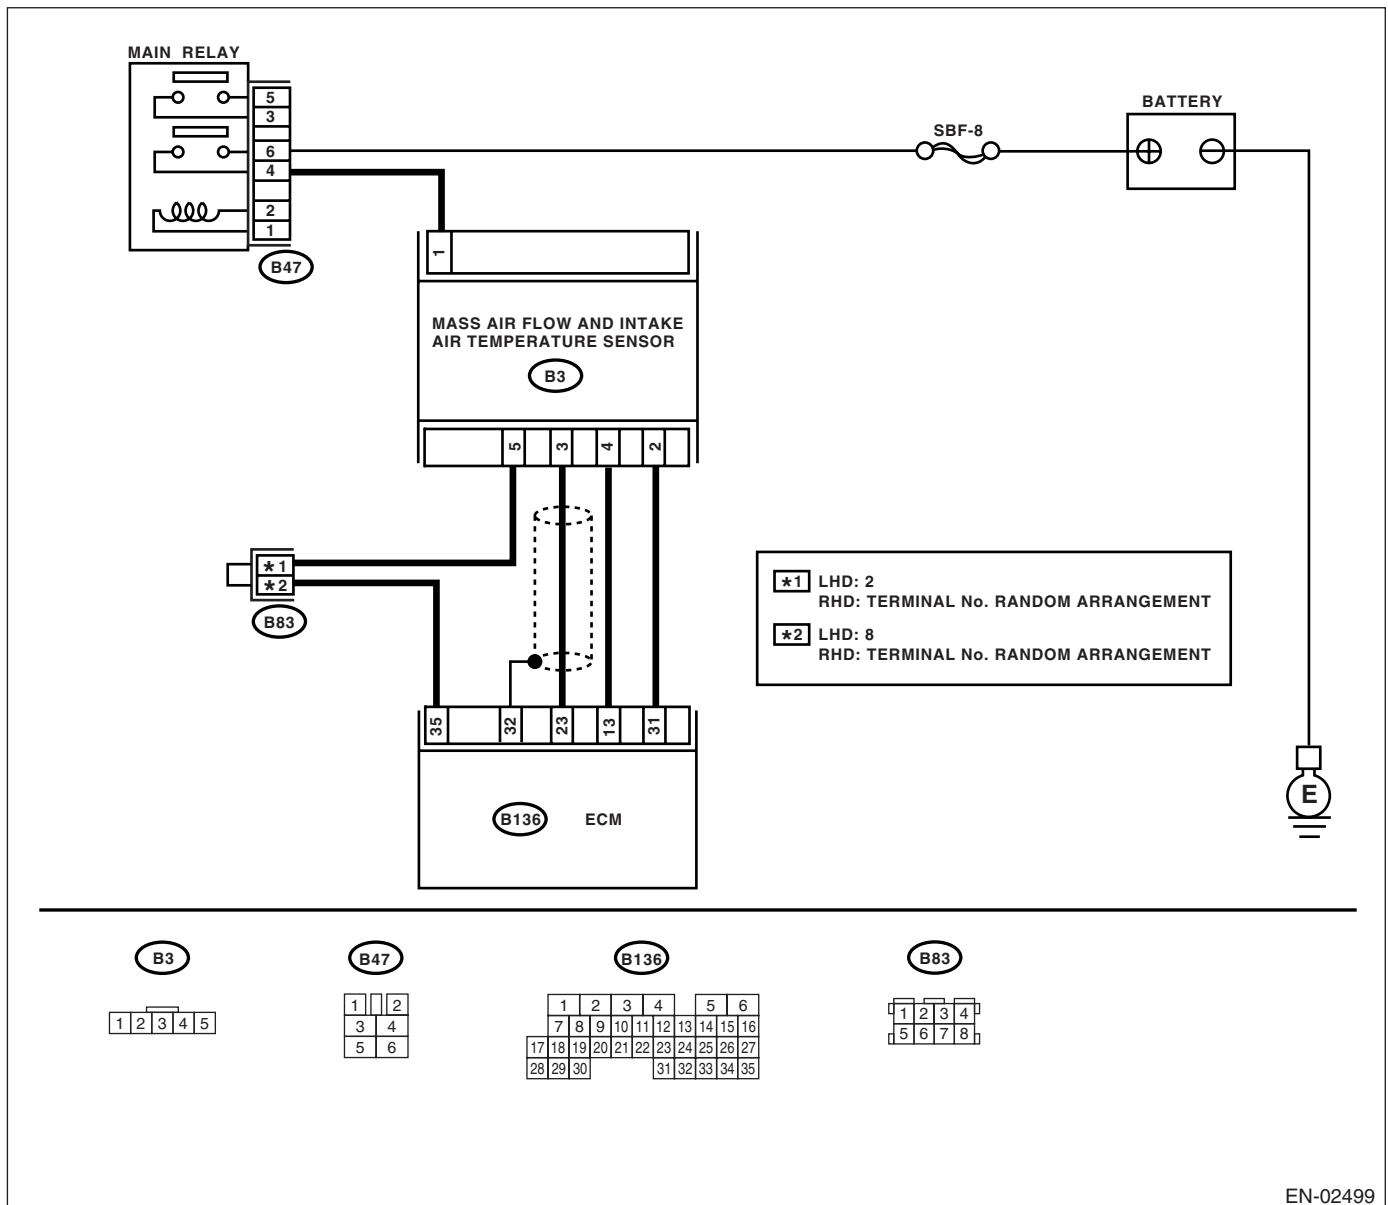 MAIN RELAY
5
3
6
4
2
1
B47
SBF-8
BATTERY
1
MASS AIR FLOW AND INTAKE
AIR TEMPERATURE SENSOR
B3
5 3 4 2
*1
*2
B83
*1 LHD: 2
RHD: TERMINAL No. RANDOM ARRANGEMENT
*2 LHD: 8
RHD: TERMINAL No. RANDOM ARRANGEMENT
35 32 23 13 31
B136 ECM
E
B3
1 2 3 4 5
B47
1 2
3 4
5 6
B136
1 2 3 4 5 6
7 8 9 10 11 12 13 14 15 16
17 18 19 20 21 22 23 24 25 26 27
28 29 30 31 32 33 34 35
B83
1 2 3 4
5 6 7 8
EN-02499